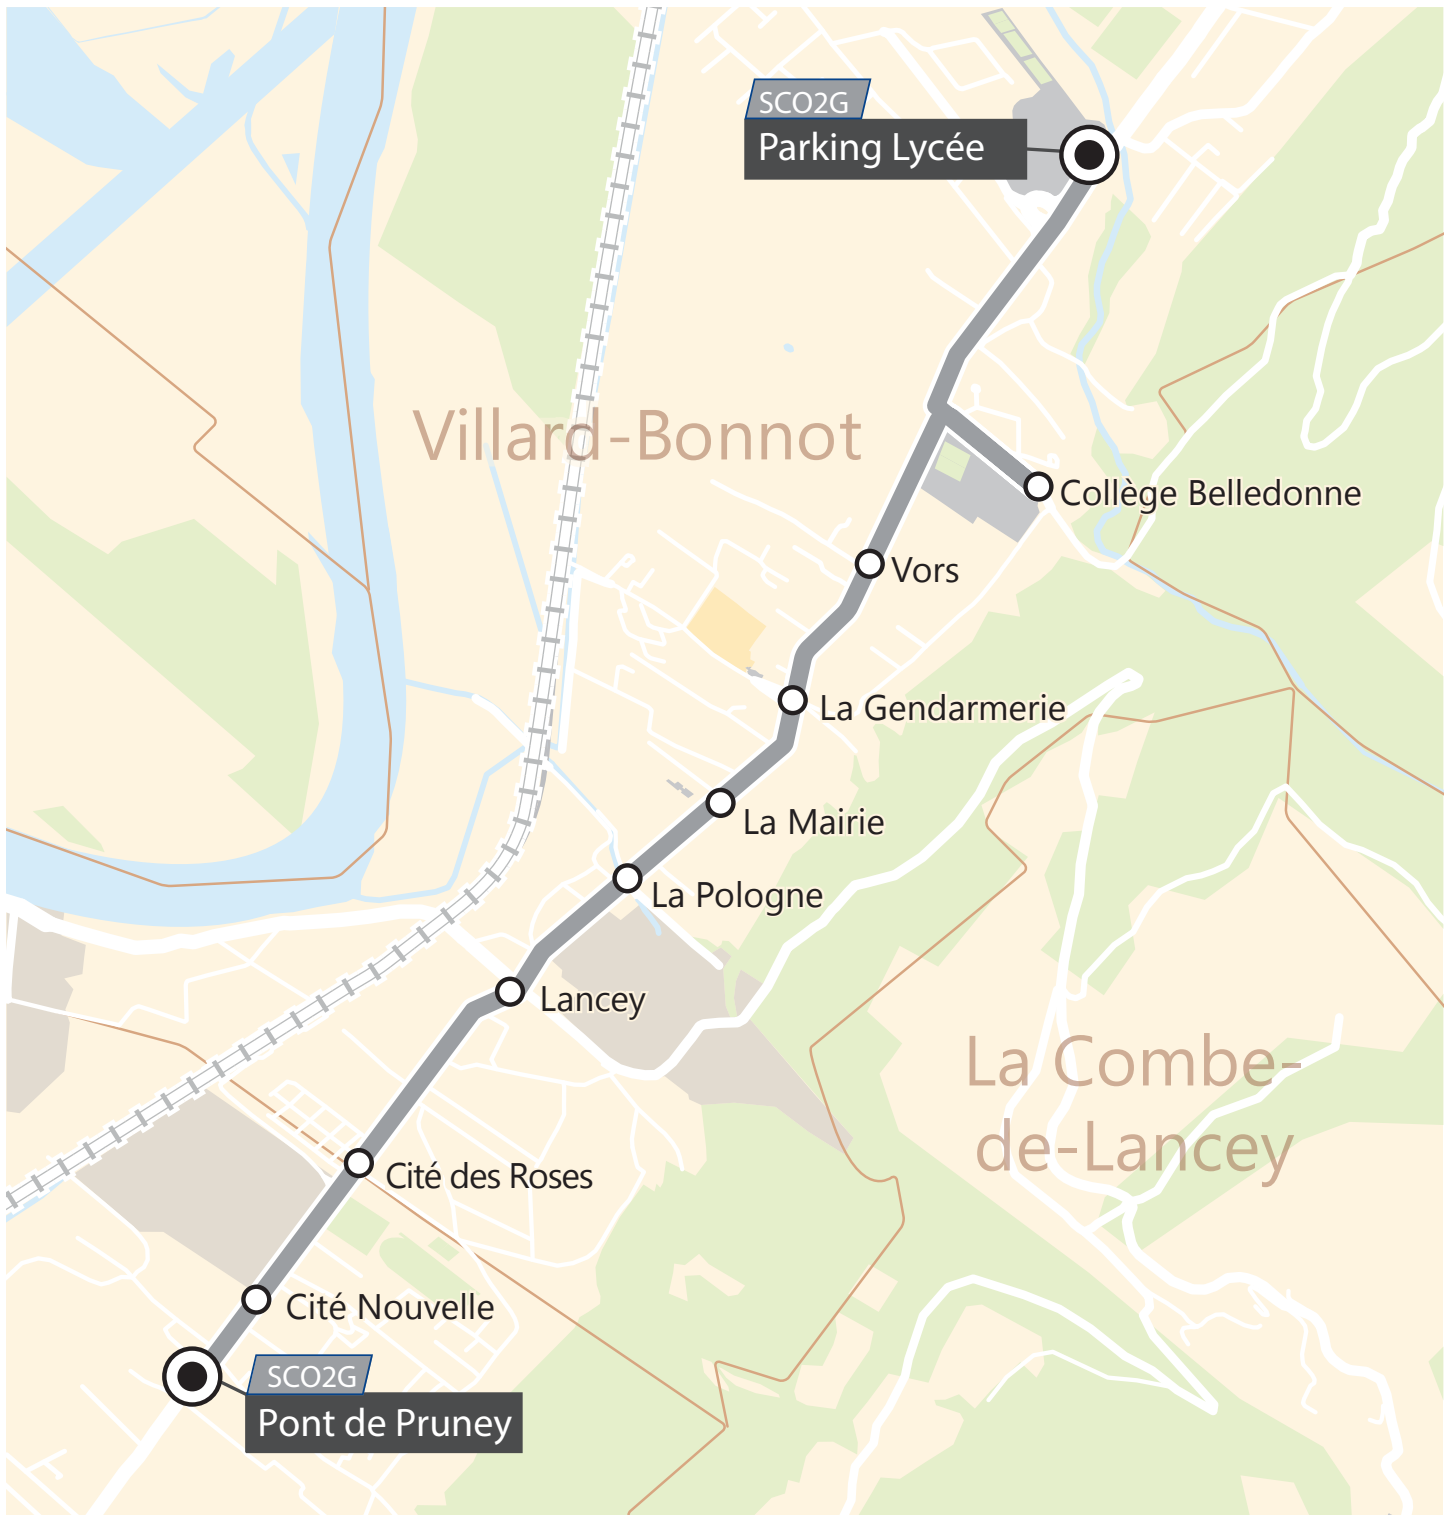 SCO2G
Parking Lycée
Villard-Bonnot
Collège Belledonne
Vors
La Gendarmerie
La Mairie
La Pologne
Lancey
La Combe-
de-Lancey
Cité des Roses
Cité Nouvelle
SCO2G
Pont de Pruney